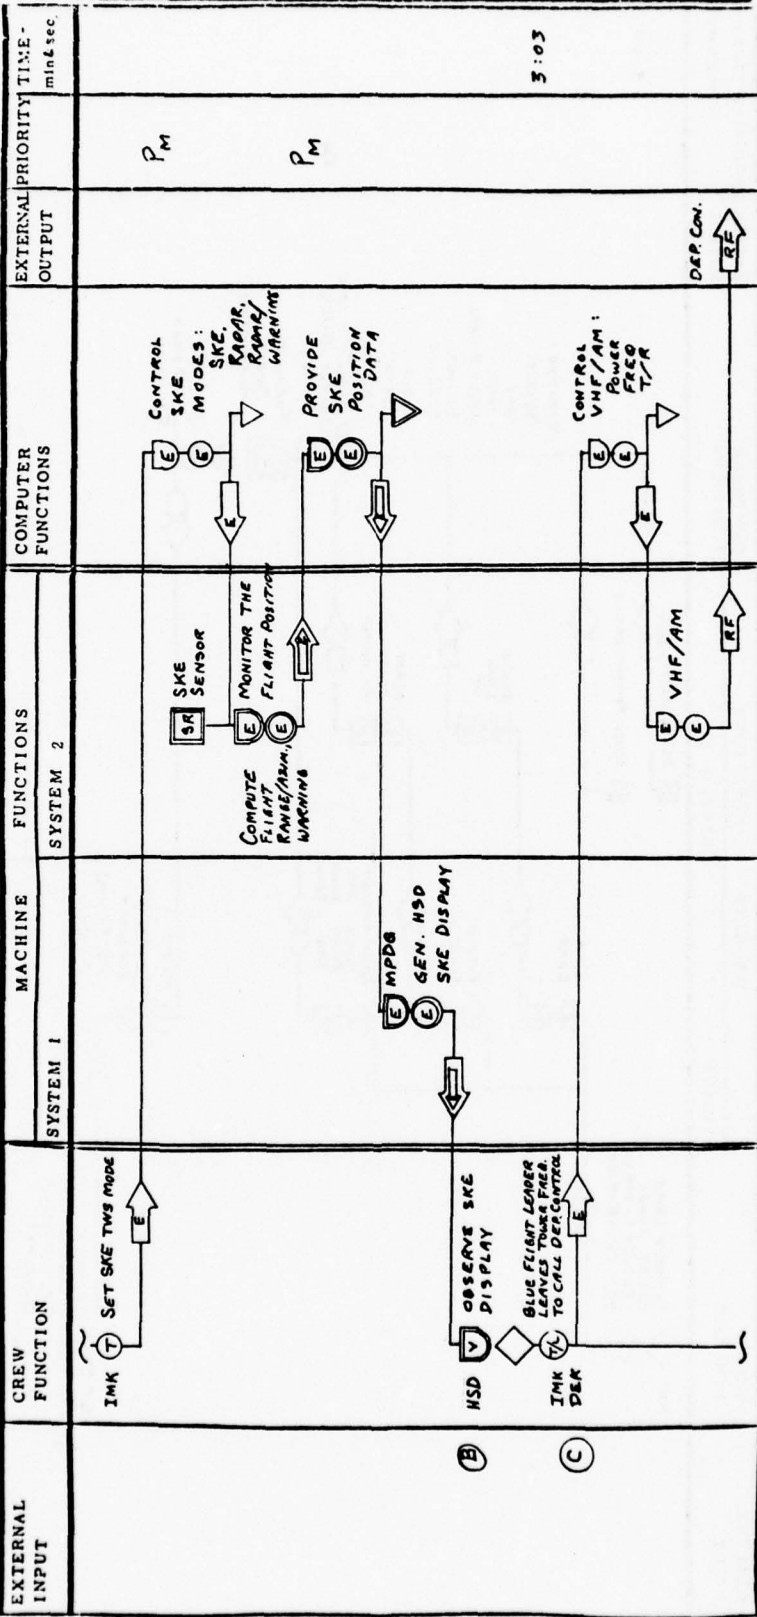 EXTERNAL
INPUT
CREW
FUNCTION
MACHINE FUNCTIONS
SYSTEM 1
SYSTEM 2
COMPUTER
FUNCTIONS
EXTERNAL
OUTPUT
PRIORITY
TIME-
min & sec
IMK
T
SET SKE TWS MODE
E
E
E
CONTROL
SKE
MODES:
SKE,
RADAR,
RADAR/
WARNING
PM
E
SR
SKE
SENSOR
E
E
MONITOR THE
FLIGHT POSITION
COMPUTE
FLIGHT
RANGE/AZIM.,
WARNING
E
E
PROVIDE
SKE
POSITION
DATA
PM
E
MPDG
E
GEN. HSD
SKE DISPLAY
B
HSD
V
OBSERVE SKE
DISPLAY
BLUE FLIGHT LEADER
LEAVES TOWER FREQ.
TO CALL DEP. CONTROL
C
IMK
DEK
T/L
E
E
E
CONTROL
VHF/AM:
POWER
FREQ
T/R
3:03
E
E
E
VHF/AM
RF
DEP. CON.
RF